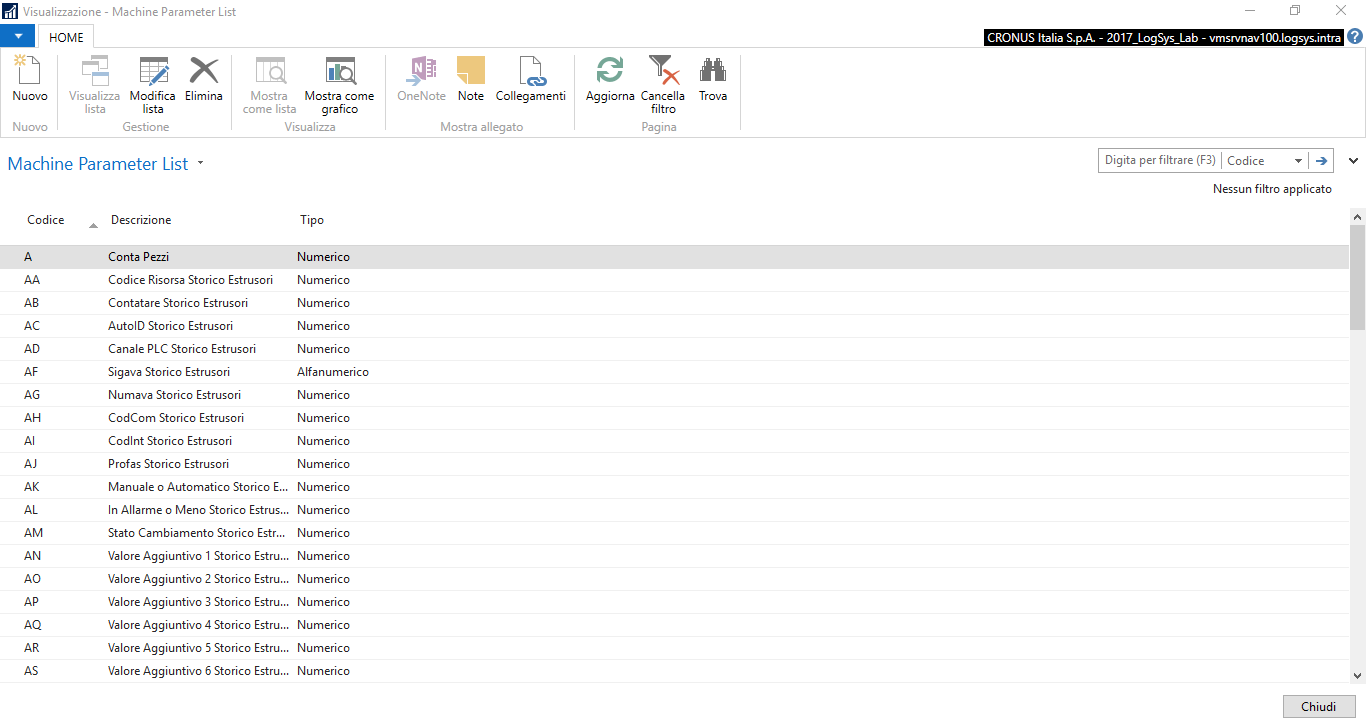 Visualizzazione - Machine Parameter List
HOME
CRONUS Italia S.p.A. - 2017_LogSys_Lab - vmsrvnav100.logsys.intra
?
Nuovo
Visualizza lista
Modifica lista
Elimina
Mostra come lista
Mostra come grafico
OneNote
Note
Collegamenti
Aggiorna
Cancella filtro
Trova
Nuovo
Gestione
Visualizza
Mostra allegato
Pagina
Machine Parameter List
Digita per filtrare (F3)
Codice
Nessun filtro applicato
Codice Descrizione Tipo
A Conta Pezzi Numerico
AA Codice Risorsa Storico Estrusori Numerico
AB Contatare Storico Estrusori Numerico
AC AutoID Storico Estrusori Numerico
AD Canale PLC Storico Estrusori Numerico
AF Sigava Storico Estrusori Alfanumerico
AG Numava Storico Estrusori Numerico
AH CodCom Storico Estrusori Numerico
AI CodInt Storico Estrusori Numerico
AJ Profas Storico Estrusori Numerico
AK Manuale o Automatico Storico E... Numerico
AL In Allarme o Meno Storico Estrus... Numerico
AM Stato Cambiamento Storico Estr... Numerico
AN Valore Aggiuntivo 1 Storico Estru... Numerico
AO Valore Aggiuntivo 2 Storico Estru... Numerico
AP Valore Aggiuntivo 3 Storico Estru... Numerico
AQ Valore Aggiuntivo 4 Storico Estru... Numerico
AR Valore Aggiuntivo 5 Storico Estru... Numerico
AS Valore Aggiuntivo 6 Storico Estru... Numerico
Chiudi